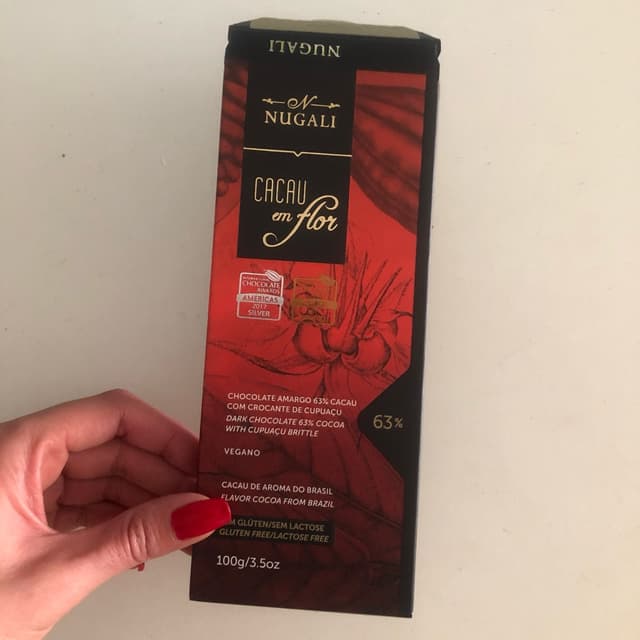 NUGALI
N
NUGALI
CACAU
em flor
INTERNATIONAL
CHOCOLATE
AWARDS
AMERICAS
2017
SILVER
CHOCOLATE AMARGO 63% CACAU
COM CROCANTE DE CUPUAÇU
DARK CHOCOLATE 63% COCOA
WITH CUPUAÇU BRITTLE
63%
VEGANO
CACAU DE AROMA DO BRASIL
FLAVOR COCOA FROM BRAZIL
GLÚTEN/SEM LACTOSE
GLUTEN FREE/LACTOSE FREE
100g/3.5oz